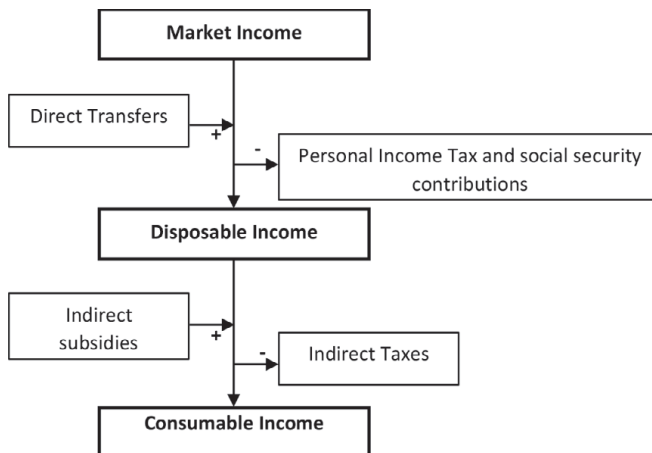 Market Income
Direct Transfers
+
-
Personal Income Tax and social security
contributions
Disposable Income
Indirect
subsidies
+
-
Indirect Taxes
Consumable Income